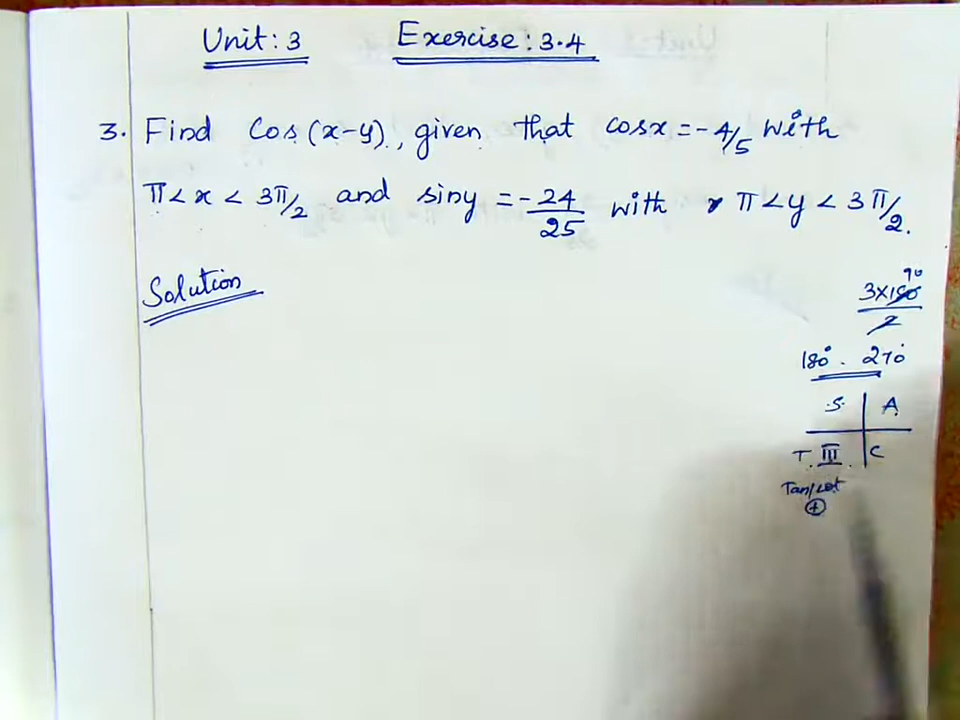 Unit: 3 Exercise: 3.4
3. Find Cos(x-y), given that cosx = -4/5 with
π < x < 3π/2 and siny = -24/25 with π < y < 3π/2.
Solution
90
3×180
2
180° - 270°
S A
T III C
Tan/cot
+